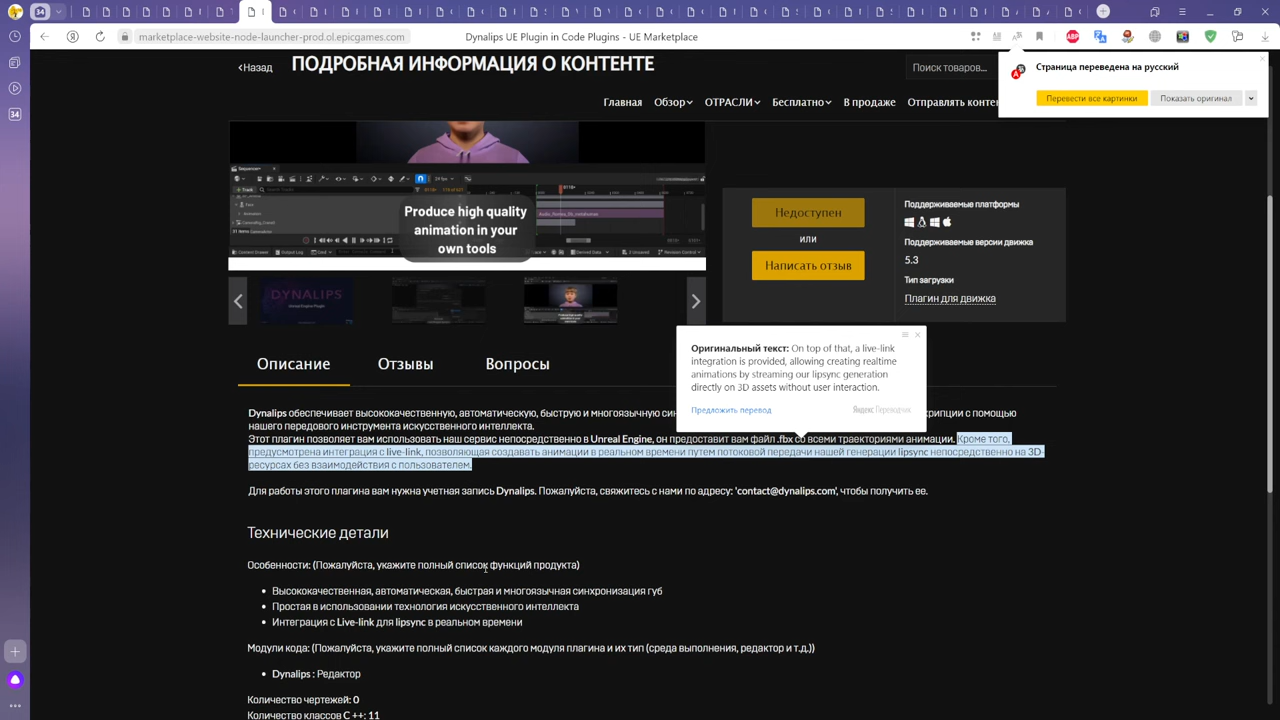 34
marketplace-website-node-launcher-prod.ol.epicgames.com
Dynalips UE Plugin in Code Plugins - UE Marketplace
ABP
Страница переведена на русский
Перевести все картинки
Показать оригинал
Назад
ПОДРОБНАЯ ИНФОРМАЦИЯ О КОНТЕНТЕ
Поиск товаров...
Главная
Обзор
ОТРАСЛИ
Бесплатно
В продаже
Отправлять контен
Produce high quality
animation in your
own tools
DYNALIPS
Недоступен
или
Написать отзыв
Поддерживаемые платформы
Поддерживаемые версии движка
5.3
Тип загрузки
Плагин для движка
Оригинальный текст: On top of that, a live-link
integration is provided, allowing creating realtime
animations by streaming our lipsync generation
directly on 3D assets without user interaction.
Предложить перевод
Яндекс Переводчик
Описание
Отзывы
Вопросы
Dynalips обеспечивает высококачественную, автоматическую, быструю и многоязычную син
крипции с помощью
нашего передового инструмента искусственного интеллекта.
Этот плагин позволяет вам использовать наш сервис непосредственно в Unreal Engine, он предоставит вам файл .fbx со всеми траекториями анимации. Кроме того,
предусмотрена интеграция с live-link, позволяющая создавать анимации в реальном времени путем потоковой передачи нашей генерации lipsync непосредственно на 3D-
ресурсах без взаимодействия с пользователем.
Для работы этого плагина вам нужна учетная запись Dynalips. Пожалуйста, свяжитесь с нами по адресу: 'contact@dynalips.com', чтобы получить ее.
Технические детали
Особенности: (Пожалуйста, укажите полный список функций продукта)
Высококачественная, автоматическая, быстрая и многоязычная синхронизация губ
Простая в использовании технология искусственного интеллекта
Интеграция с Live-link для lipsync в реальном времени
Модули кода: (Пожалуйста, укажите полный список каждого модуля плагина и их тип (среда выполнения, редактор и т.д.))
Dynalips : Редактор
Количество чертежей: 0
Количество классов C ++: 11